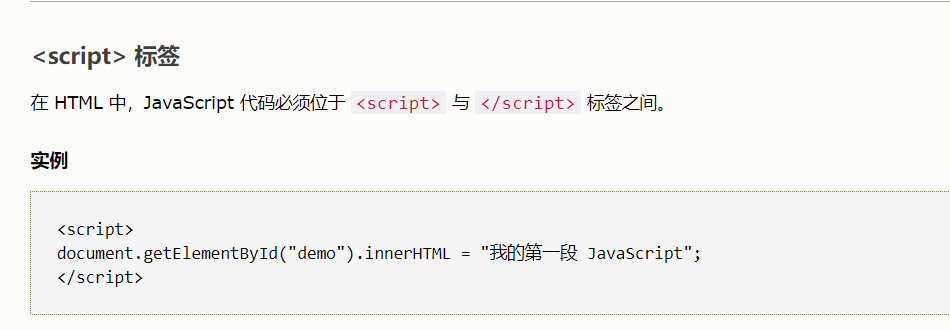 <script> 标签
在 HTML 中，JavaScript 代码必须位于 <script> 与 </script> 标签之间。
实例
<script>
document.getElementById("demo").innerHTML = "我的第一段 JavaScript";
</script>